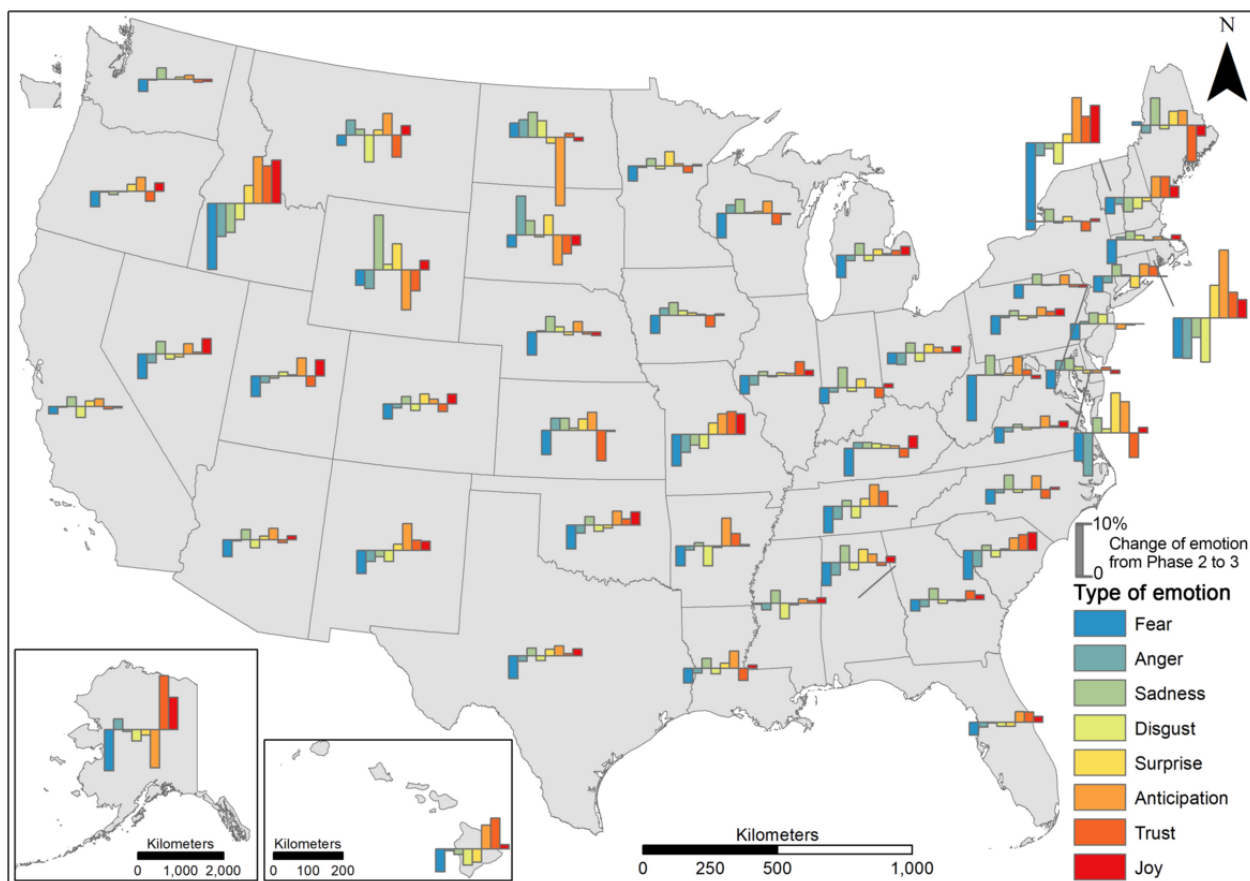 N
10%
Change of emotion
from Phase 2 to 3
0
Type of emotion
Fear
Anger
Sadness
Disgust
Surprise
Anticipation
Trust
Joy
Kilometers
0 1,000 2,000
Kilometers
0 100 200
Kilometers
0 250 500 1,000